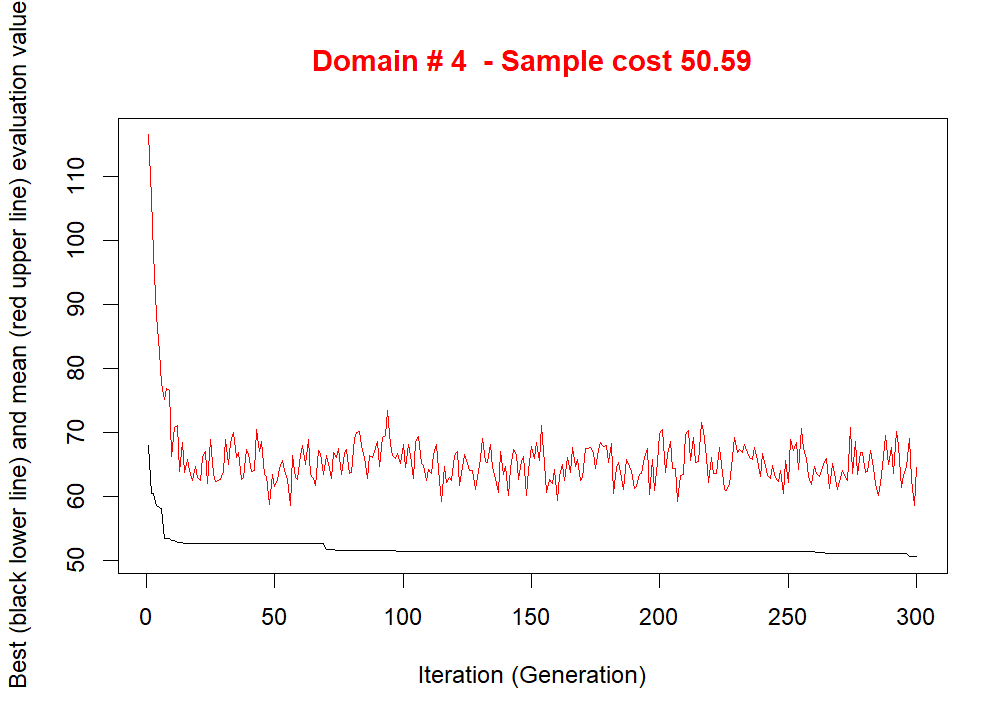 Domain # 4  - Sample cost 50.59
Best (black lower line) and mean (red upper line) evaluation value
110
100
90
80
70
60
50
0 50 100 150 200 250 300
Iteration (Generation)